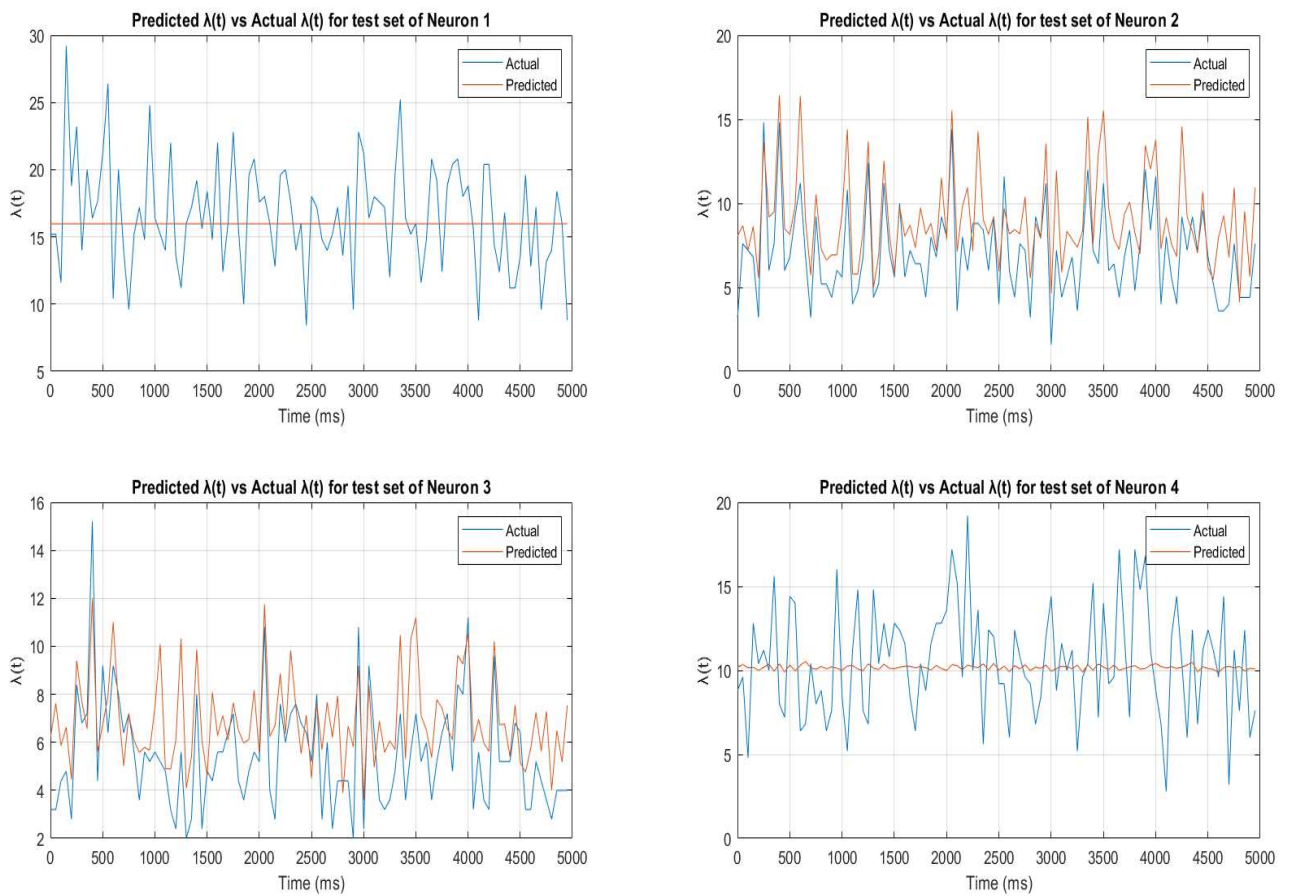 Predicted λ(t) vs Actual λ(t) for test set of Neuron 1
30
25
20
15
10
5
λ(t)
Actual
Predicted
0 500 1000 1500 2000 2500 3000 3500 4000 4500 5000
Time (ms)
Predicted λ(t) vs Actual λ(t) for test set of Neuron 2
20
15
10
5
0
λ(t)
Actual
Predicted
0 500 1000 1500 2000 2500 3000 3500 4000 4500 5000
Time (ms)
Predicted λ(t) vs Actual λ(t) for test set of Neuron 3
16
14
12
10
8
6
4
2
λ(t)
Actual
Predicted
0 500 1000 1500 2000 2500 3000 3500 4000 4500 5000
Time (ms)
Predicted λ(t) vs Actual λ(t) for test set of Neuron 4
20
15
10
5
0
λ(t)
Actual
Predicted
0 500 1000 1500 2000 2500 3000 3500 4000 4500 5000
Time (ms)